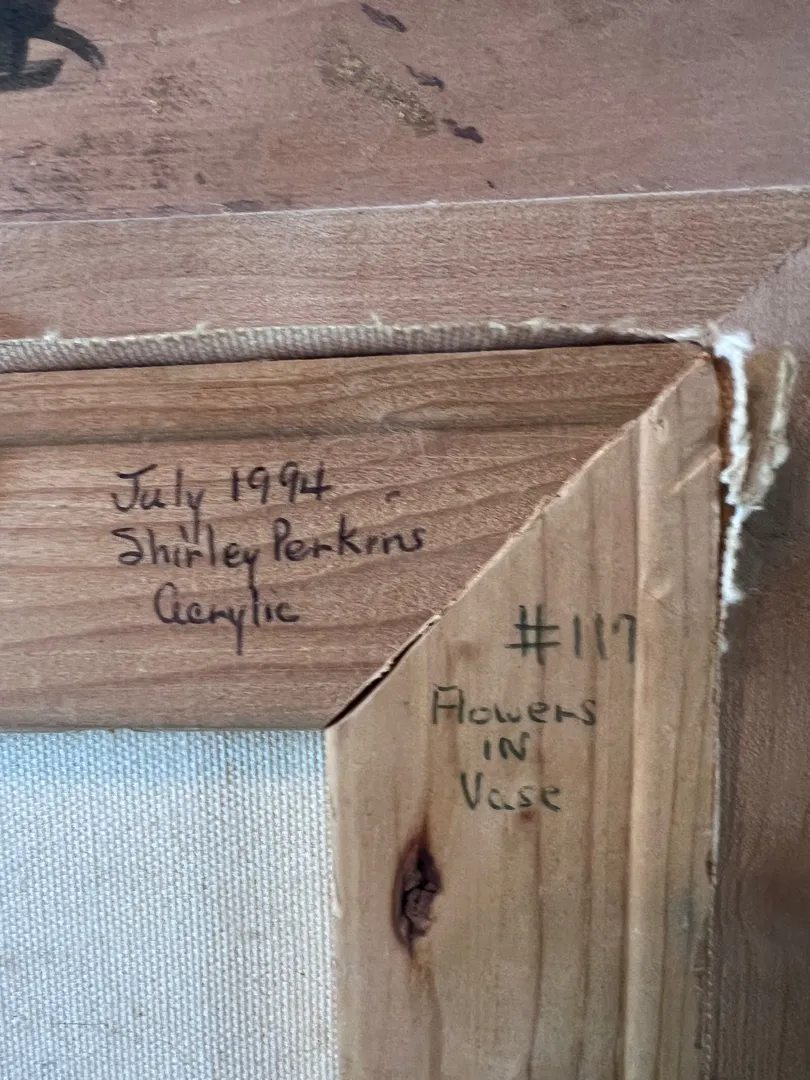 July 1994
Shirley Perkins
Acrylic
#117
Flowers
IN
Vase